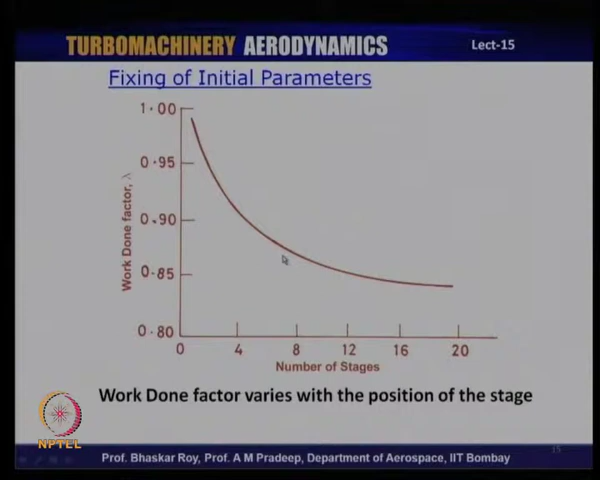 TURBOMACHINERY AERODYNAMICS
Lect-15
Fixing of Initial Parameters
1·00
0·95
0·90
0·85
0·80
Work Done factor, λ
0
4
8
12
16
20
Number of Stages
Work Done factor varies with the position of the stage
NPTEL
15
Prof. Bhaskar Roy, Prof. A M Pradeep, Department of Aerospace, IIT Bombay